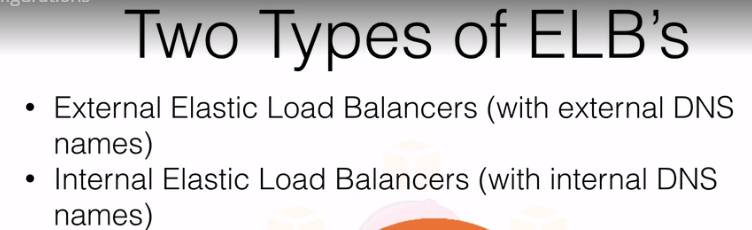 Two Types of ELB's
• External Elastic Load Balancers (with external DNS
names)
• Internal Elastic Load Balancers (with internal DNS
names)